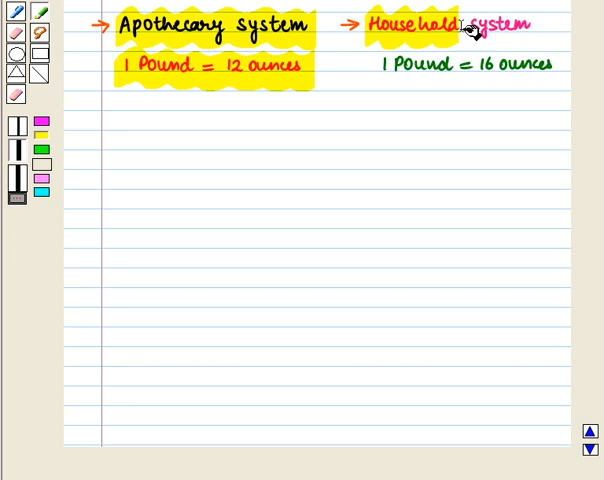 → Apothecary system → Household system
1 Pound = 12 ounces 1 Pound = 16 ounces